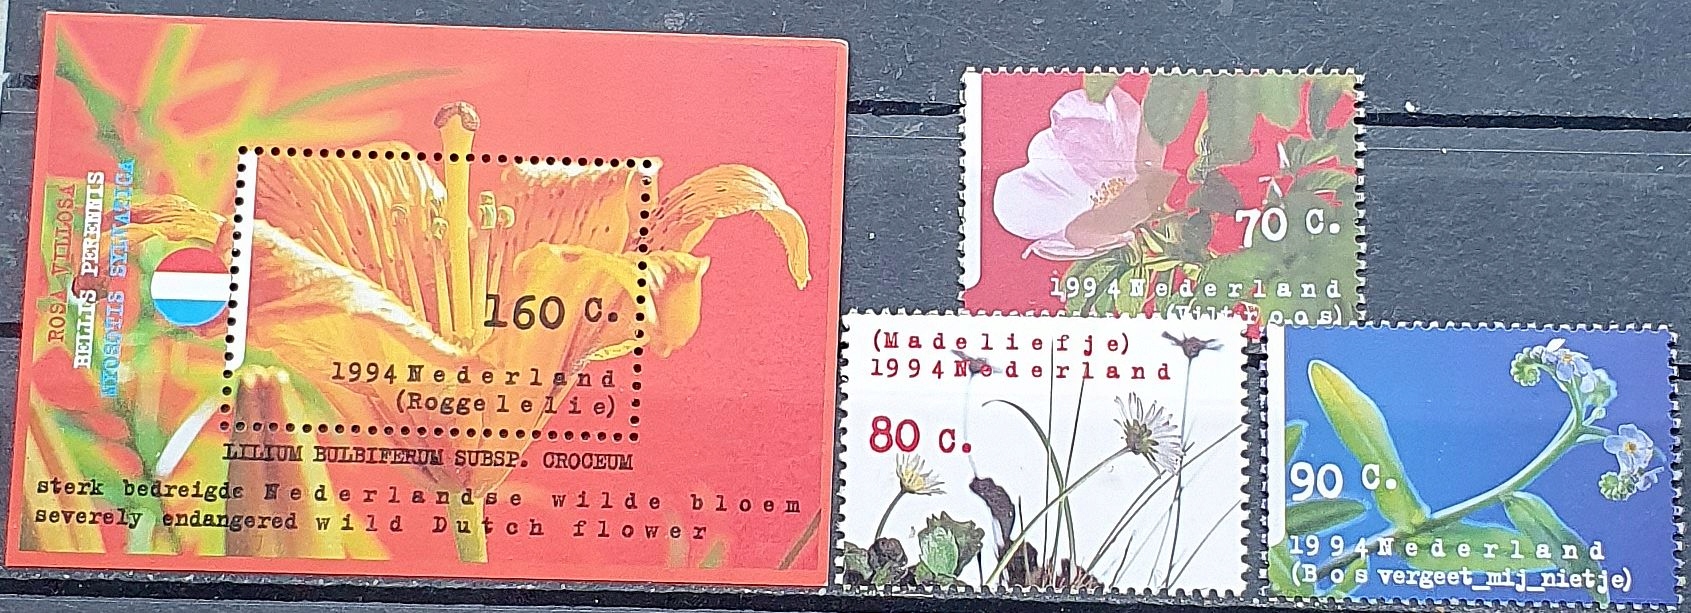 ROSA VILLOSA
BELLIS PERENNIS
MYOSOTIS SYLVATICA
160 c.
1994 Nederland
(Roggelelie)
LILIUM BULBIFERUM SUBSP. CROCEUM
sterk bedreigde Nederlandse wilde bloem
severely endangered wild Dutch flower
70 c.
1994 Nederland
(Viltroos)
(Madeliefje)
1994 Nederland
80 c.
90 c.
1994 Nederland
(Bos vergeet_mij_nietje)